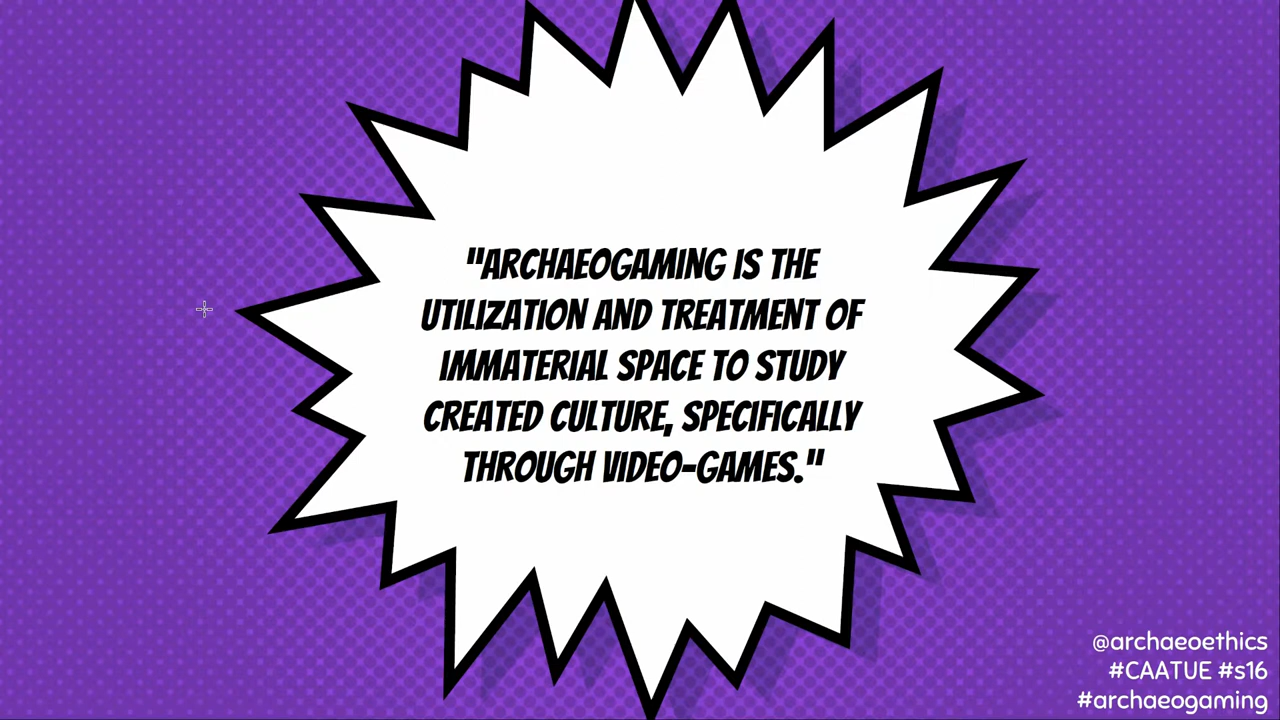 "ARCHAEOGAMING IS THE
UTILIZATION AND TREATMENT OF
IMMATERIAL SPACE TO STUDY
CREATED CULTURE, SPECIFICALLY
THROUGH VIDEO-GAMES."
@archaeoethics
#CAATUE #s16
#archaeogaming